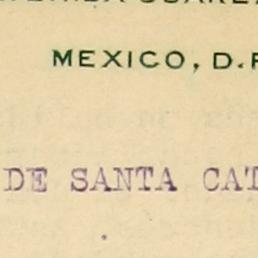 MEXICO, D.F
DE SANTA CAT